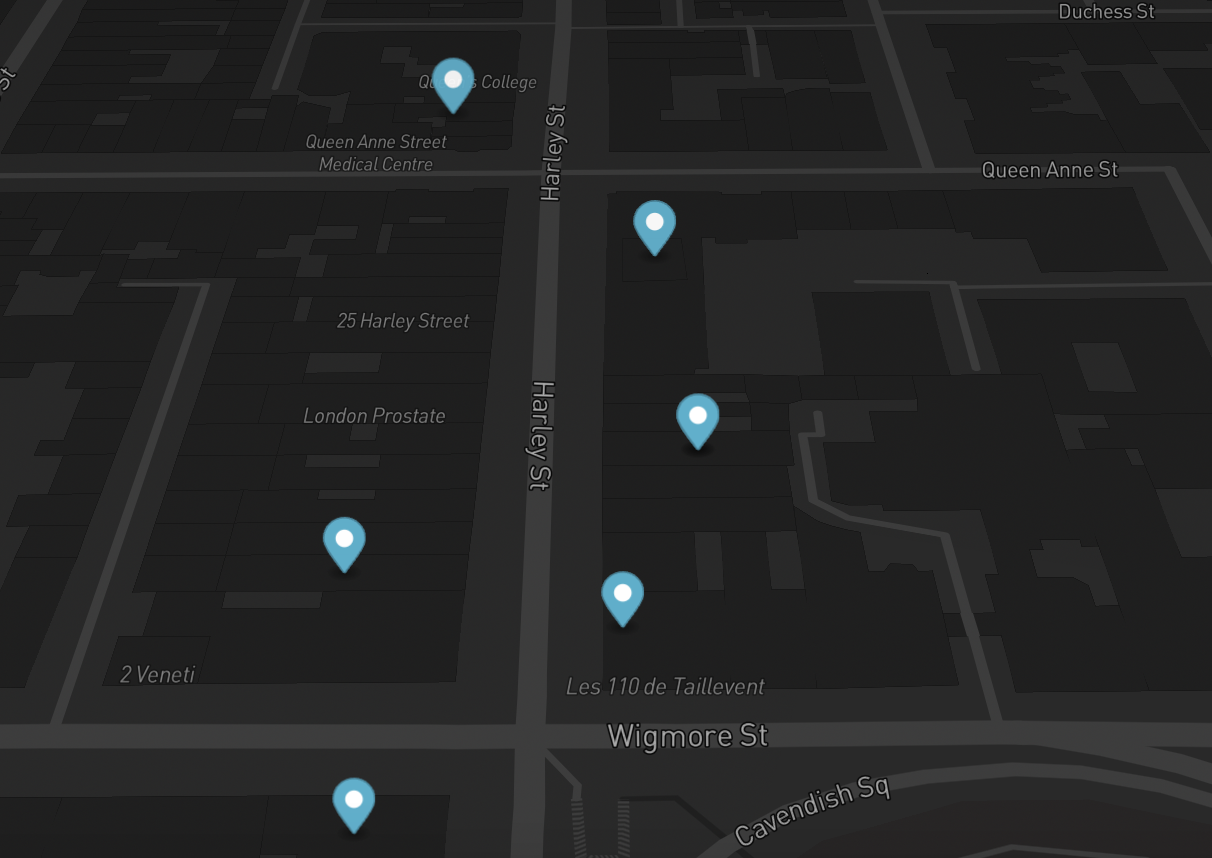 Duchess St
St
College
Harley St
Queen Anne Street
Medical Centre
Queen Anne St
25 Harley Street
Harley St
London Prostate
2 Veneti
Les 110 de Taillevent
Wigmore St
Cavendish Sq